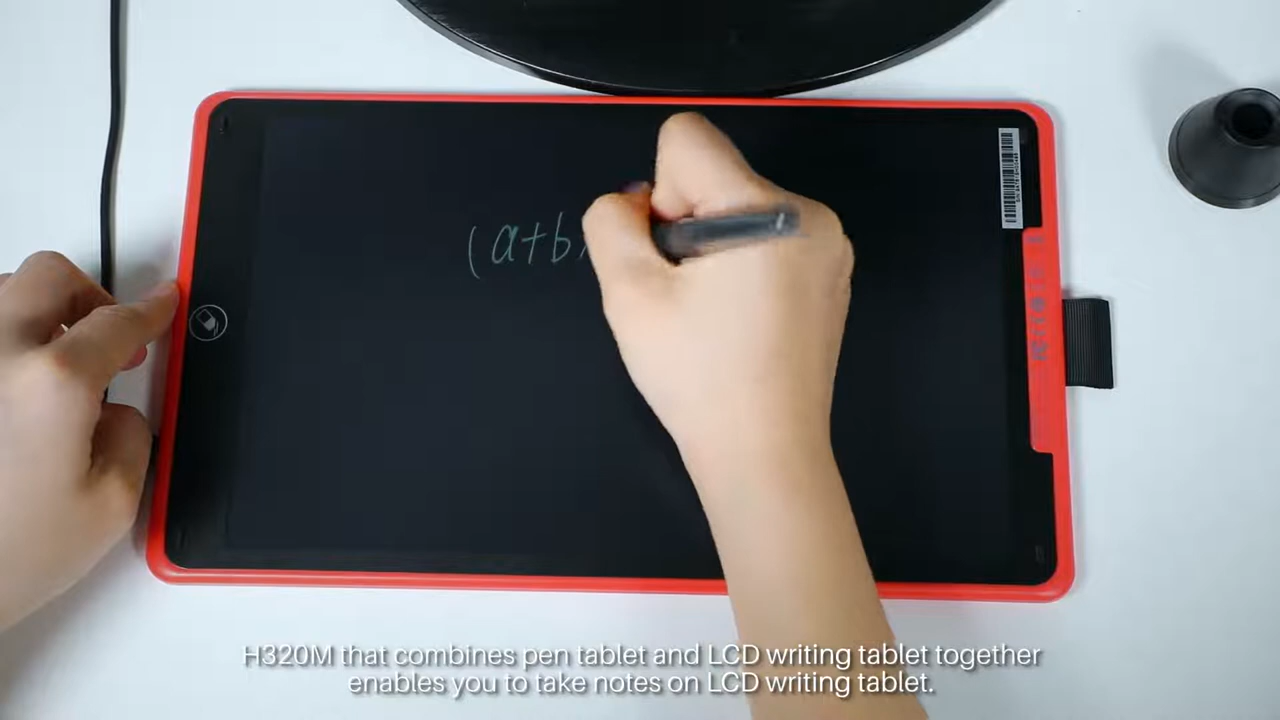 (a+b)
H320M that combines pen tablet and LCD writing tablet together
enables you to take notes on LCD writing tablet.